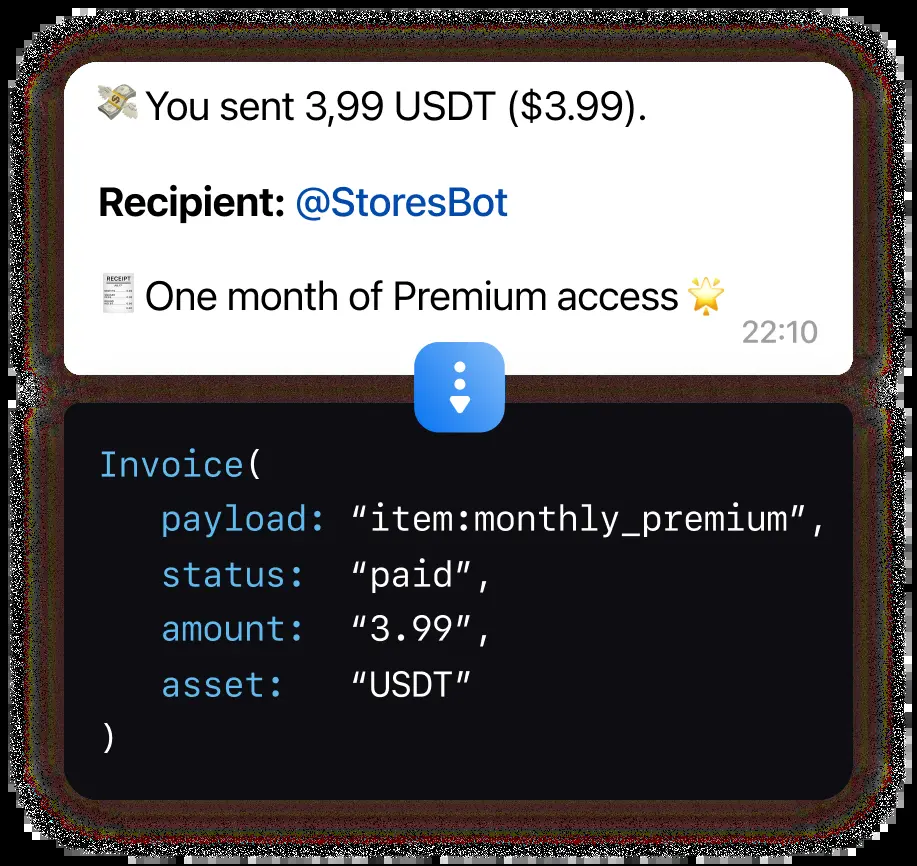 💸 You sent 3,99 USDT ($3.99).
Recipient: @StoresBot
🧾 One month of Premium access 🌟
22:10
Invoice(
payload: “item:monthly_premium”,
status: “paid”,
amount: “3.99”,
asset: “USDT”
)